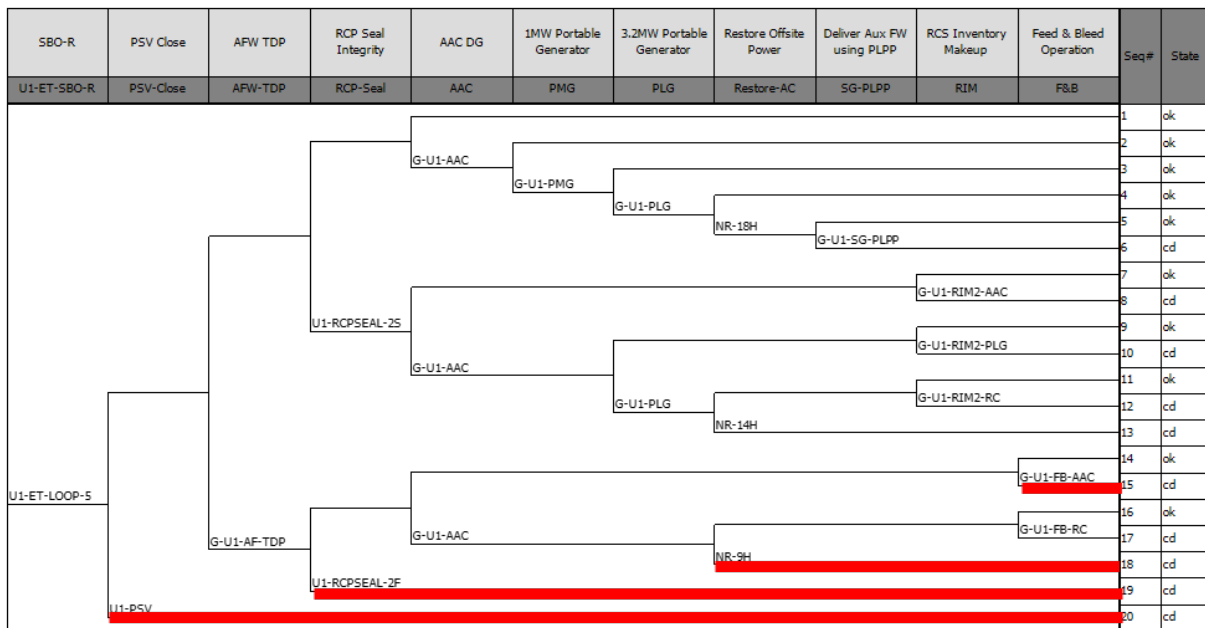 SBO-R
PSV Close
AFW TDP
RCP Seal
Integrity
AAC DG
1MW Portable
Generator
3.2MW Portable
Generator
Restore Offsite
Power
Deliver Aux FW
using PLPP
RCS Inventory
Makeup
Feed & Bleed
Operation
Seq#
State
U1-ET-SBO-R
PSV-Close
AFW-TDP
RCP-Seal
AAC
PMG
PLG
Restore-AC
SG-PLPP
RIM
F&B
1 ok
G-U1-AAC
2 ok
G-U1-PMG
3 ok
G-U1-PLG
4 ok
NR-18H
5 ok
G-U1-SG-PLPP
6 cd
7 ok
G-U1-RIM2-AAC
8 cd
U1-RCPSEAL-2S
9 ok
G-U1-RIM2-PLG
10 cd
G-U1-AAC
11 ok
G-U1-RIM2-RC
G-U1-PLG
12 cd
NR-14H
13 cd
14 ok
G-U1-FB-AAC
15 cd
U1-ET-LOOP-5
16 ok
G-U1-FB-RC
17 cd
G-U1-AF-TDP
G-U1-AAC
NR-9H
18 cd
U1-RCPSEAL-2F
19 cd
U1-PSV
20 cd